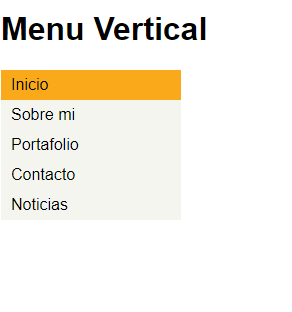 Menu Vertical
Inicio
Sobre mi
Portafolio
Contacto
Noticias